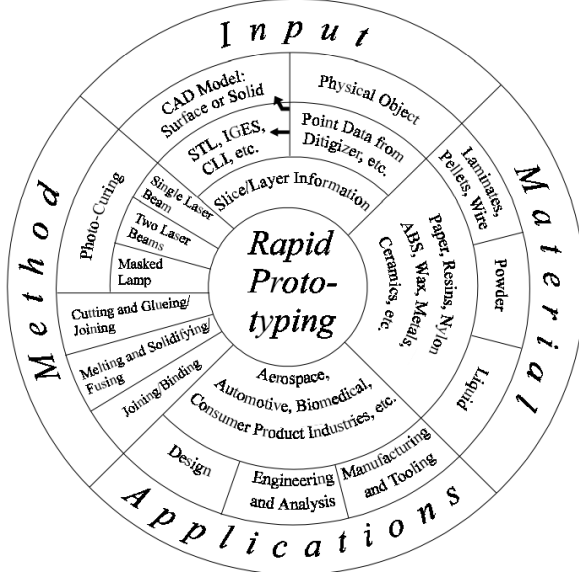 Input
CAD Model:
Surface or Solid
Physical Object
STL, IGES,
CLI, etc.
Point Data from
Ditigizer, etc.
Slice/Layer Information
Method
Photo-Curing
Single Laser
Beam
Two Laser
Beams
Masked
Lamp
Cutting and Glueing/
Joining
Melting and Solidifying/
Fusing
Joining/Binding
Rapid
Proto-
typing
Material
Laminates,
Pellets, Wire
Powder
Liquid
Paper, Resins, Nylon
ABS, Wax, Metals,
Ceramics, etc.
Aerospace,
Automotive, Biomedical,
Consumer Product Industries, etc.
Design
Engineering
and Analysis
Manufacturing
and Tooling
Applications